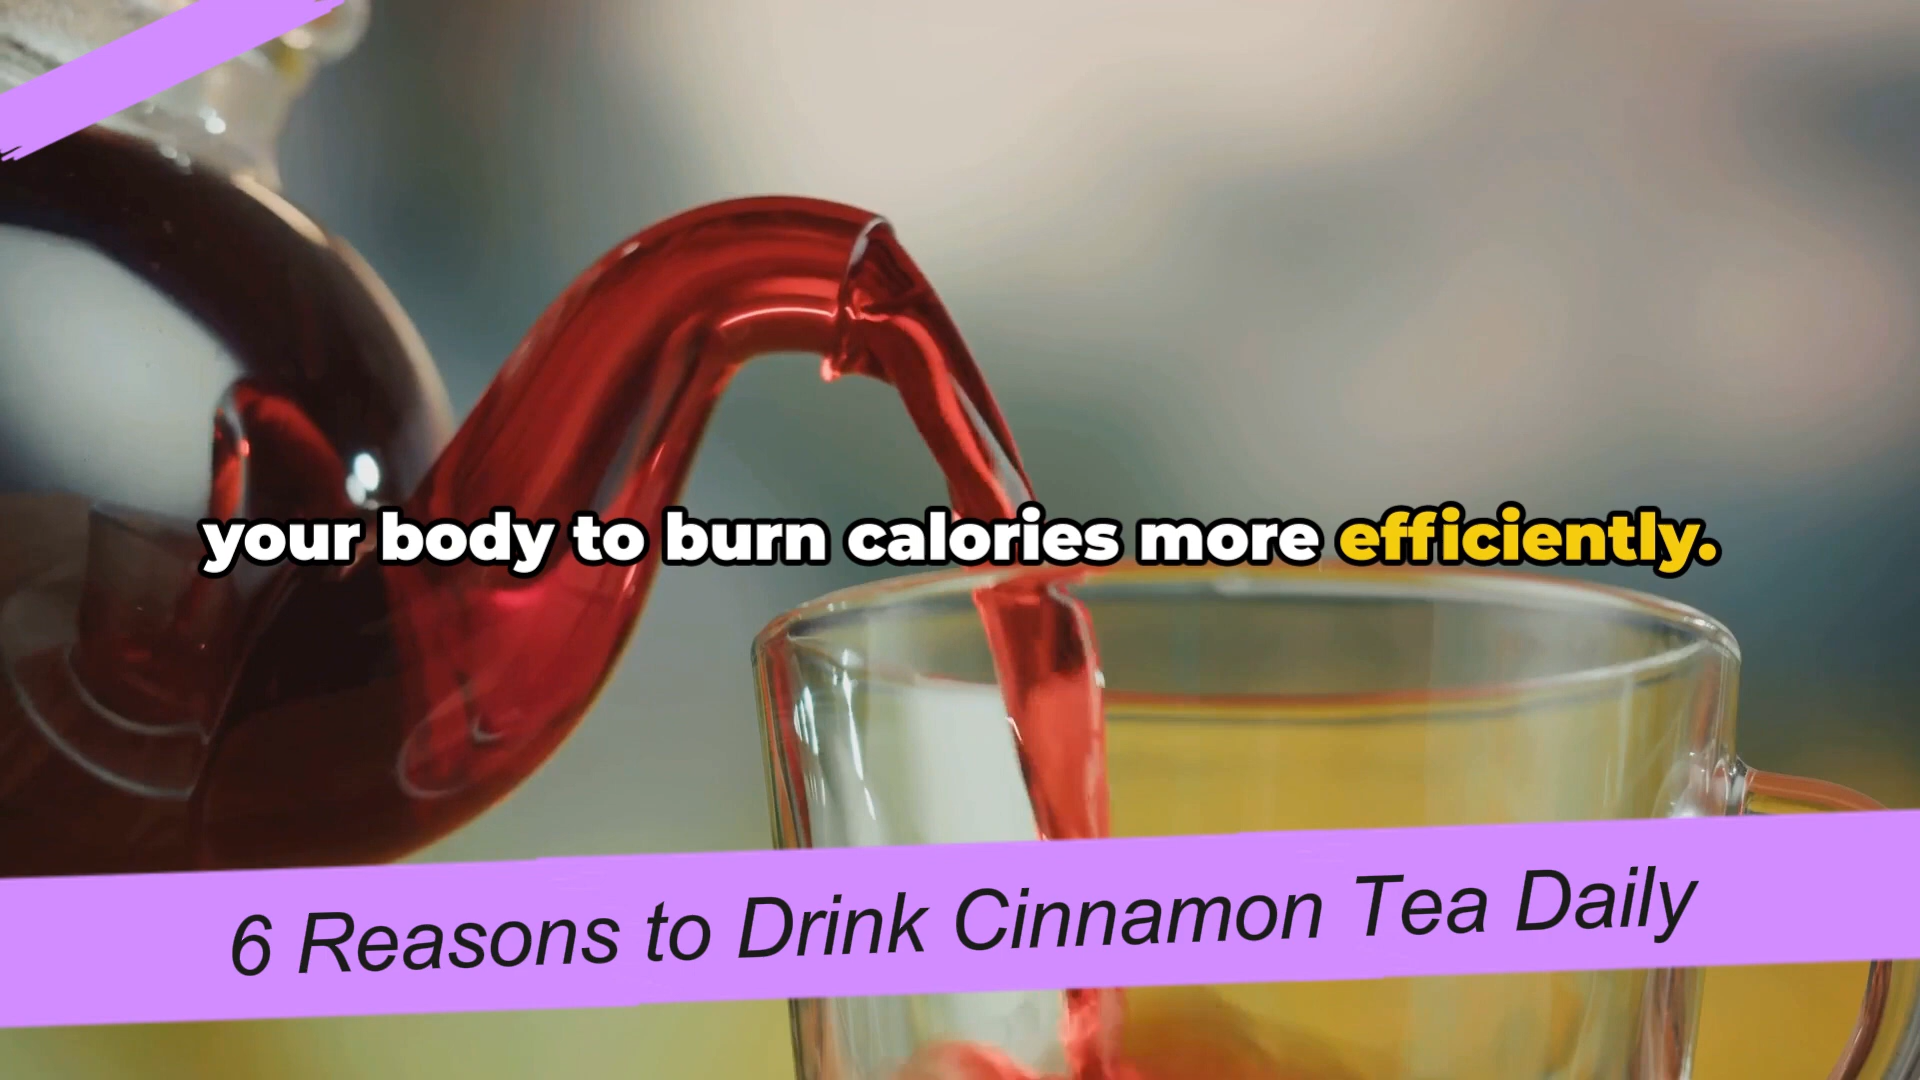 your body to burn calories more efficiently.
6 Reasons to Drink Cinnamon Tea Daily